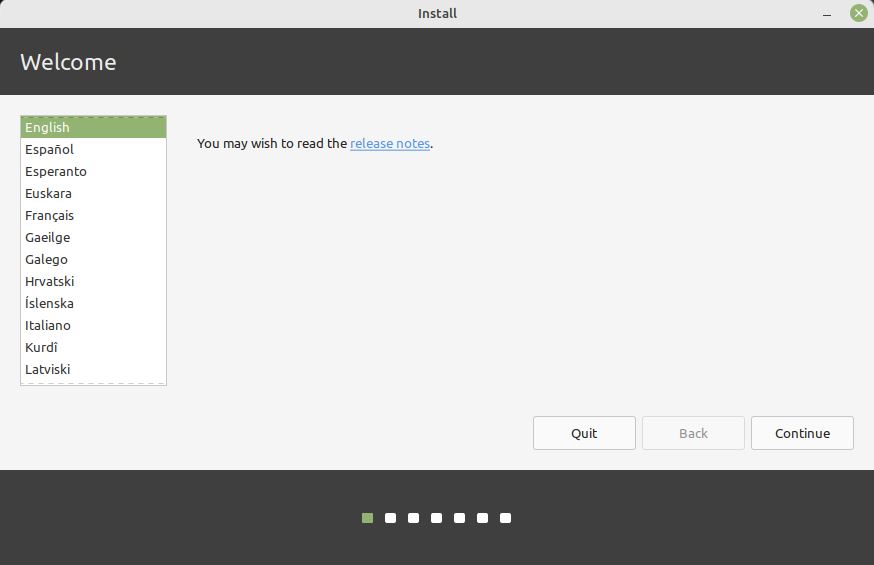 Install
Welcome
English
Español
Esperanto
Euskara
Français
Gaeilge
Galego
Hrvatski
Íslenska
Italiano
Kurdî
Latviski
You may wish to read the release notes.
Quit
Back
Continue